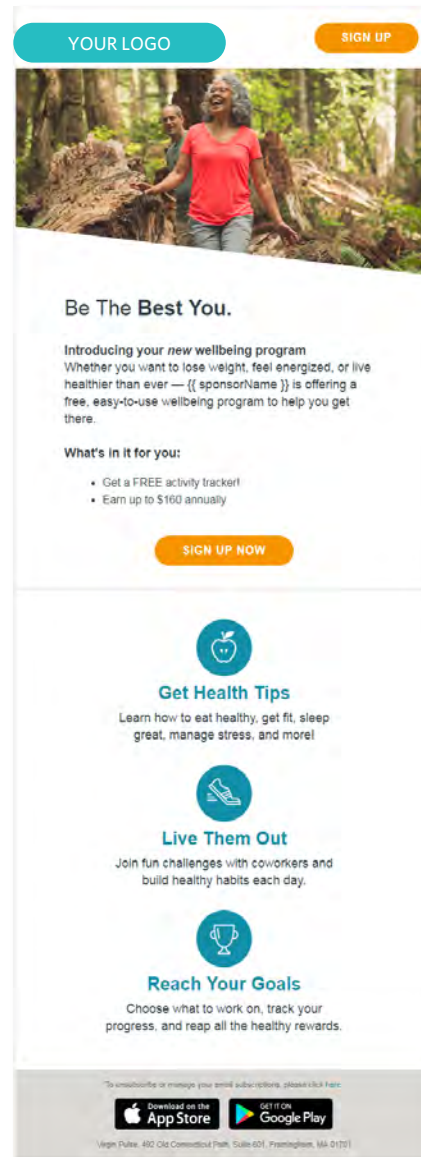 YOUR LOGO
SIGN UP
Be The Best You.
Introducing your new wellbeing program
Whether you want to lose weight, feel energized, or live
healthier than ever — {{ sponsorName }} is offering a
free, easy-to-use wellbeing program to help you get
there.
What's in it for you:
• Get a FREE activity tracker!
• Earn up to $160 annually
SIGN UP NOW
Get Health Tips
Learn how to eat healthy, get fit, sleep
great, manage stress, and more!
Live Them Out
Join fun challenges with coworkers and
build healthy habits each day.
Reach Your Goals
Choose what to work on, track your
progress, and reap all the healthy rewards.
To unsubscribe or manage your email subscriptions, please click here
Download on the
App Store
GET IT ON
Google Play
Virgin Pulse, 492 Old Connecticut Path, Suite 601, Framingham, MA 01701